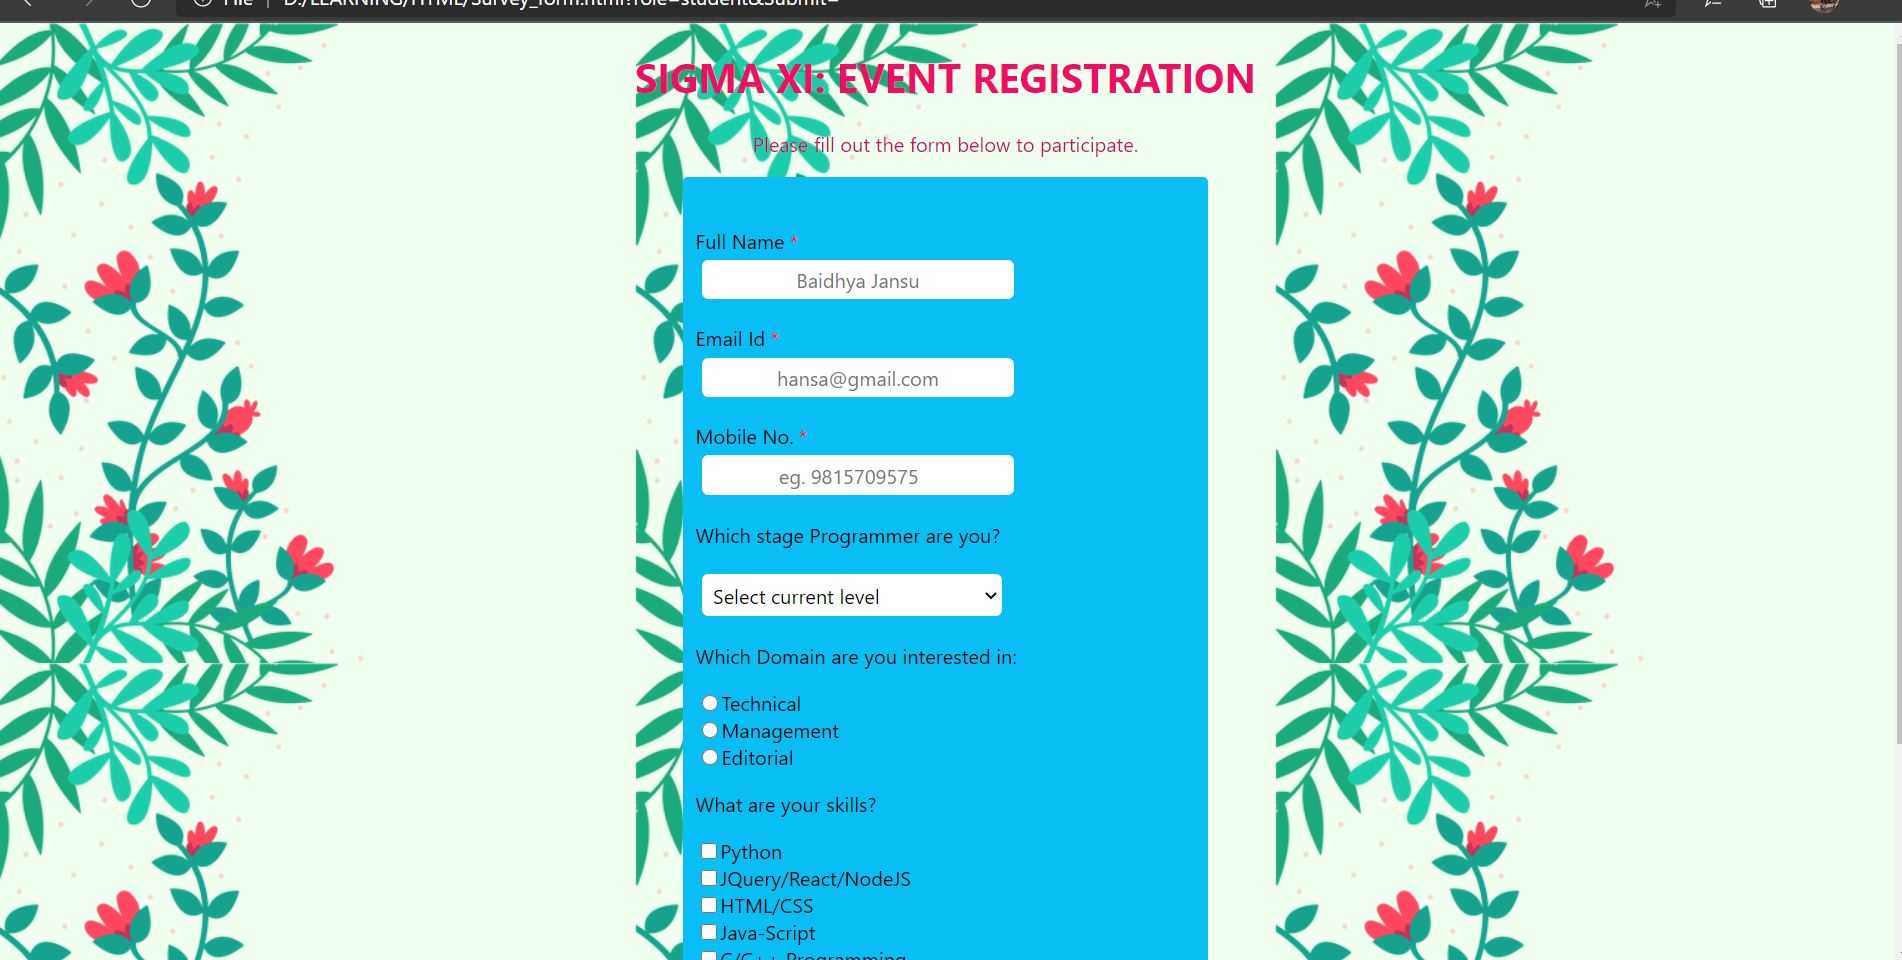 File | D:/LEARNING/HTML/Survey_form.html?role=student&Submit=
SIGMA XI: EVENT REGISTRATION
Please fill out the form below to participate.
Full Name *
Baidhya Jansu
Email Id *
hansa@gmail.com
Mobile No. *
eg. 9815709575
Which stage Programmer are you?
Select current level
Which Domain are you interested in:
Technical
Management
Editorial
What are your skills?
Python
JQuery/React/NodeJS
HTML/CSS
Java-Script
C/C++ Programming